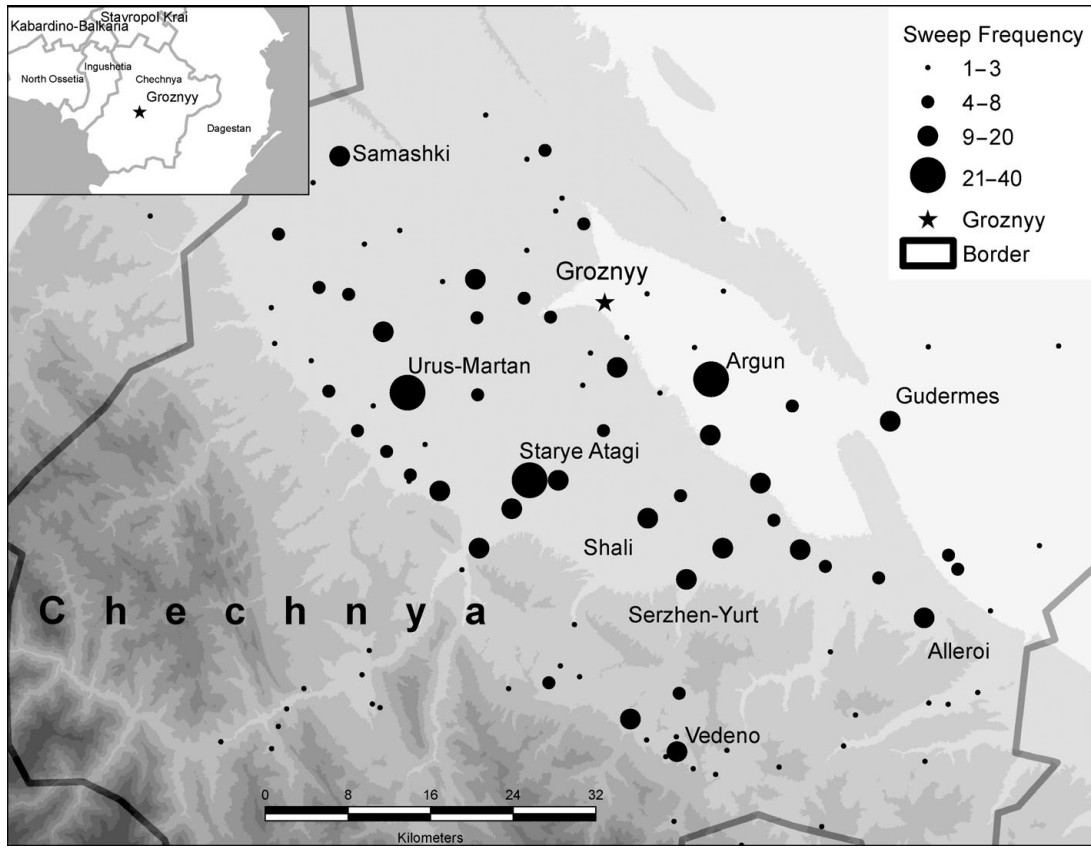 Stavropol Krai
Kabardino-Balkaria
Ingushetia
North Ossetia
Chechnya
Groznyy
Dagestan
Sweep Frequency
1–3
4–8
9–20
21–40
Groznyy
Border
Samashki
Groznyy
Urus-Martan
Argun
Gudermes
Starye Atagi
Shali
Chechnya
Serzhen-Yurt
Alleroi
Vedeno
0 8 16 24 32
Kilometers